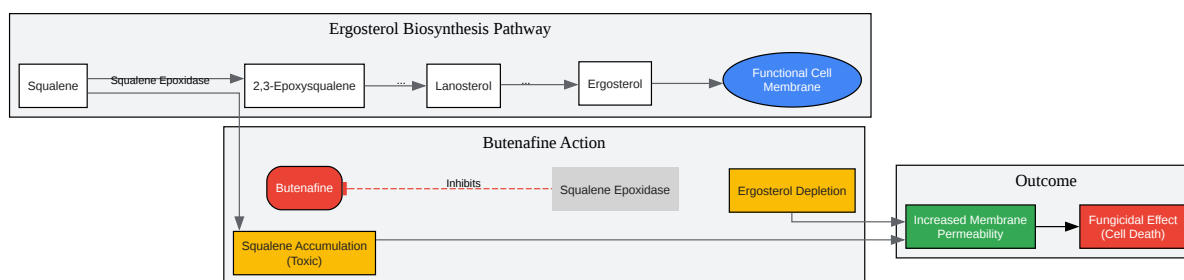 Ergosterol Biosynthesis Pathway
Squalene
Squalene Epoxidase
2,3-Epoxysqualene
...
Lanosterol
...
Ergosterol
Functional Cell
Membrane
Butenafine Action
Butenafine
Inhibits
Squalene Epoxidase
Ergosterol Depletion
Squalene Accumulation
(Toxic)
Outcome
Increased Membrane
Permeability
Fungicidal Effect
(Cell Death)